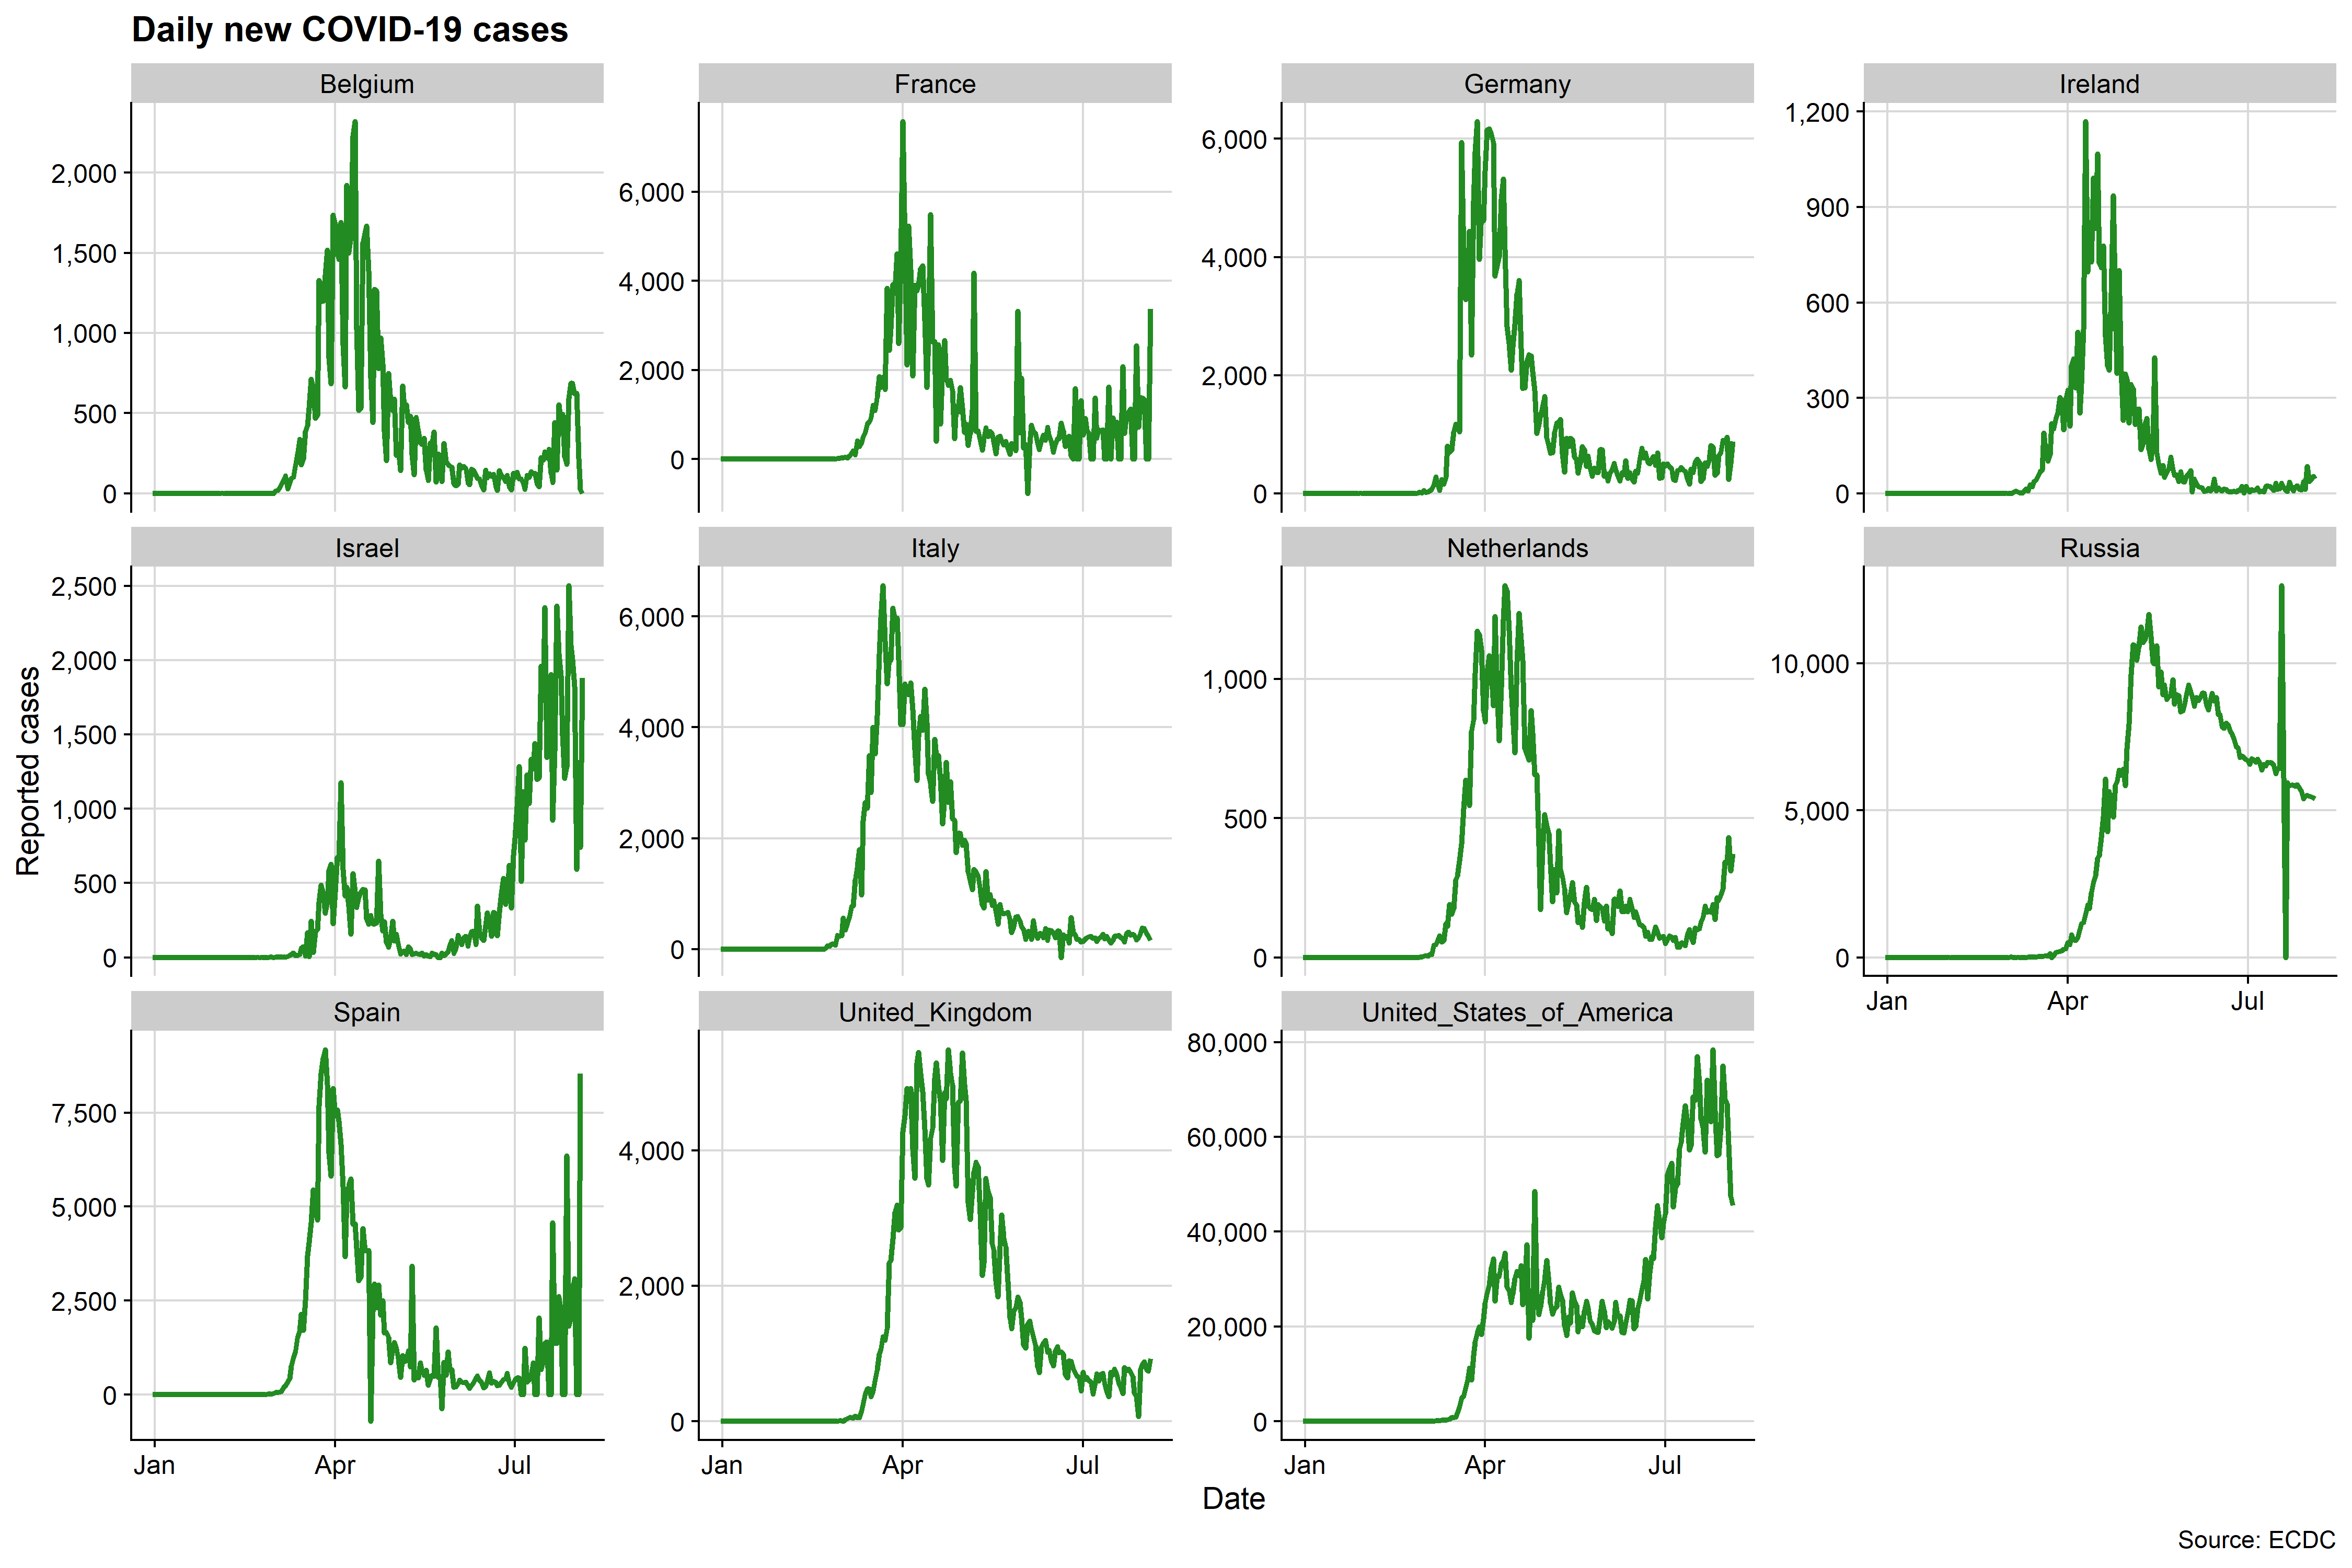 Daily new COVID-19 cases
Belgium
France
Germany
Ireland
2,000
1,500
1,000
500
0
6,000
4,000
2,000
0
6,000
4,000
2,000
0
1,200
900
600
300
0
Israel
Italy
Netherlands
Russia
Reported cases
2,500
2,000
1,500
1,000
500
0
6,000
4,000
2,000
0
1,000
500
0
10,000
5,000
0
Jan Apr Jul
Spain
United_Kingdom
United_States_of_America
7,500
5,000
2,500
0
4,000
2,000
0
80,000
60,000
40,000
20,000
0
Jan Apr Jul
Jan Apr Jul
Jan Apr Jul
Date
Source: ECDC